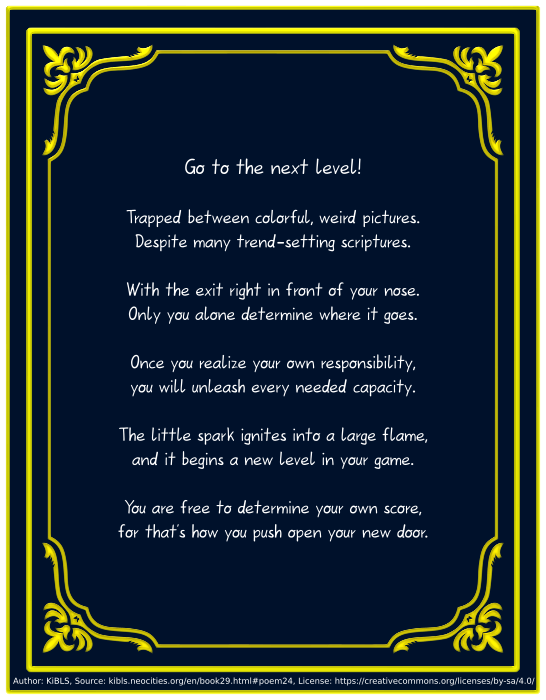 Go to the next level!
Trapped between colorful, weird pictures.
Despite many trend-setting scriptures.
With the exit right in front of your nose.
Only you alone determine where it goes.
Once you realize your own responsibility,
you will unleash every needed capacity.
The little spark ignites into a large flame,
and it begins a new level in your game.
You are free to determine your own score,
for that's how you push open your new door.
Author: KiBLS, Source: kibls.neocities.org/en/book29.html#poem24, License: https://creativecommons.org/licenses/by-sa/4.0/